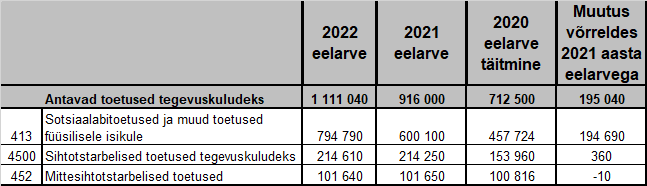 2022 eelarve	2021 eelarve	2020 eelarve täitmine	Muutus võrreldes 2021 aasta eelarvega
Antavad toetused tegevuskuludeks	1 111 040	916 000	712 500	195 040
413	Sotsiaalabitoetused ja muud toetused füüsilisele isikule	794 790	600 100	457 724	194 690
4500	Sihtotstarbelised toetused tegevuskuludeks	214 610	214 250	153 960	360
452	Mittesihtotstarbelised toetused	101 640	101 650	100 816	-10